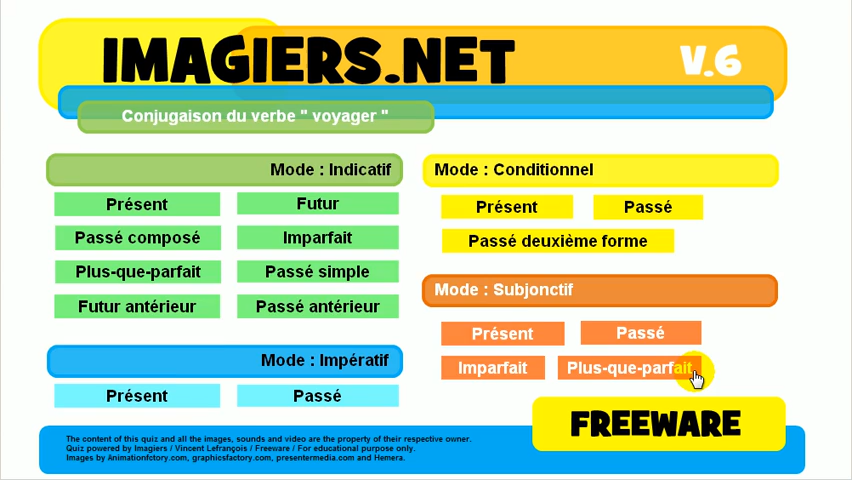 IMAGIERS.NET
V.6
Conjugaison du verbe " voyager "
Mode : Indicatif
Présent
Futur
Passé composé
Imparfait
Plus-que-parfait
Passé simple
Futur antérieur
Passé antérieur
Mode : Impératif
Présent
Passé
Mode : Conditionnel
Présent
Passé
Passé deuxième forme
Mode : Subjonctif
Présent
Passé
Imparfait
Plus-que-parfait
FREEWARE
The content of this quiz and all the images, sounds and video are the property of their respective owner.
Quiz powered by Imagiers / Vincent Lefrançois / Freeware / For educational purpose only.
Images by Animationfctory.com, graphicsfactory.com, presentermedia.com and Hemera.